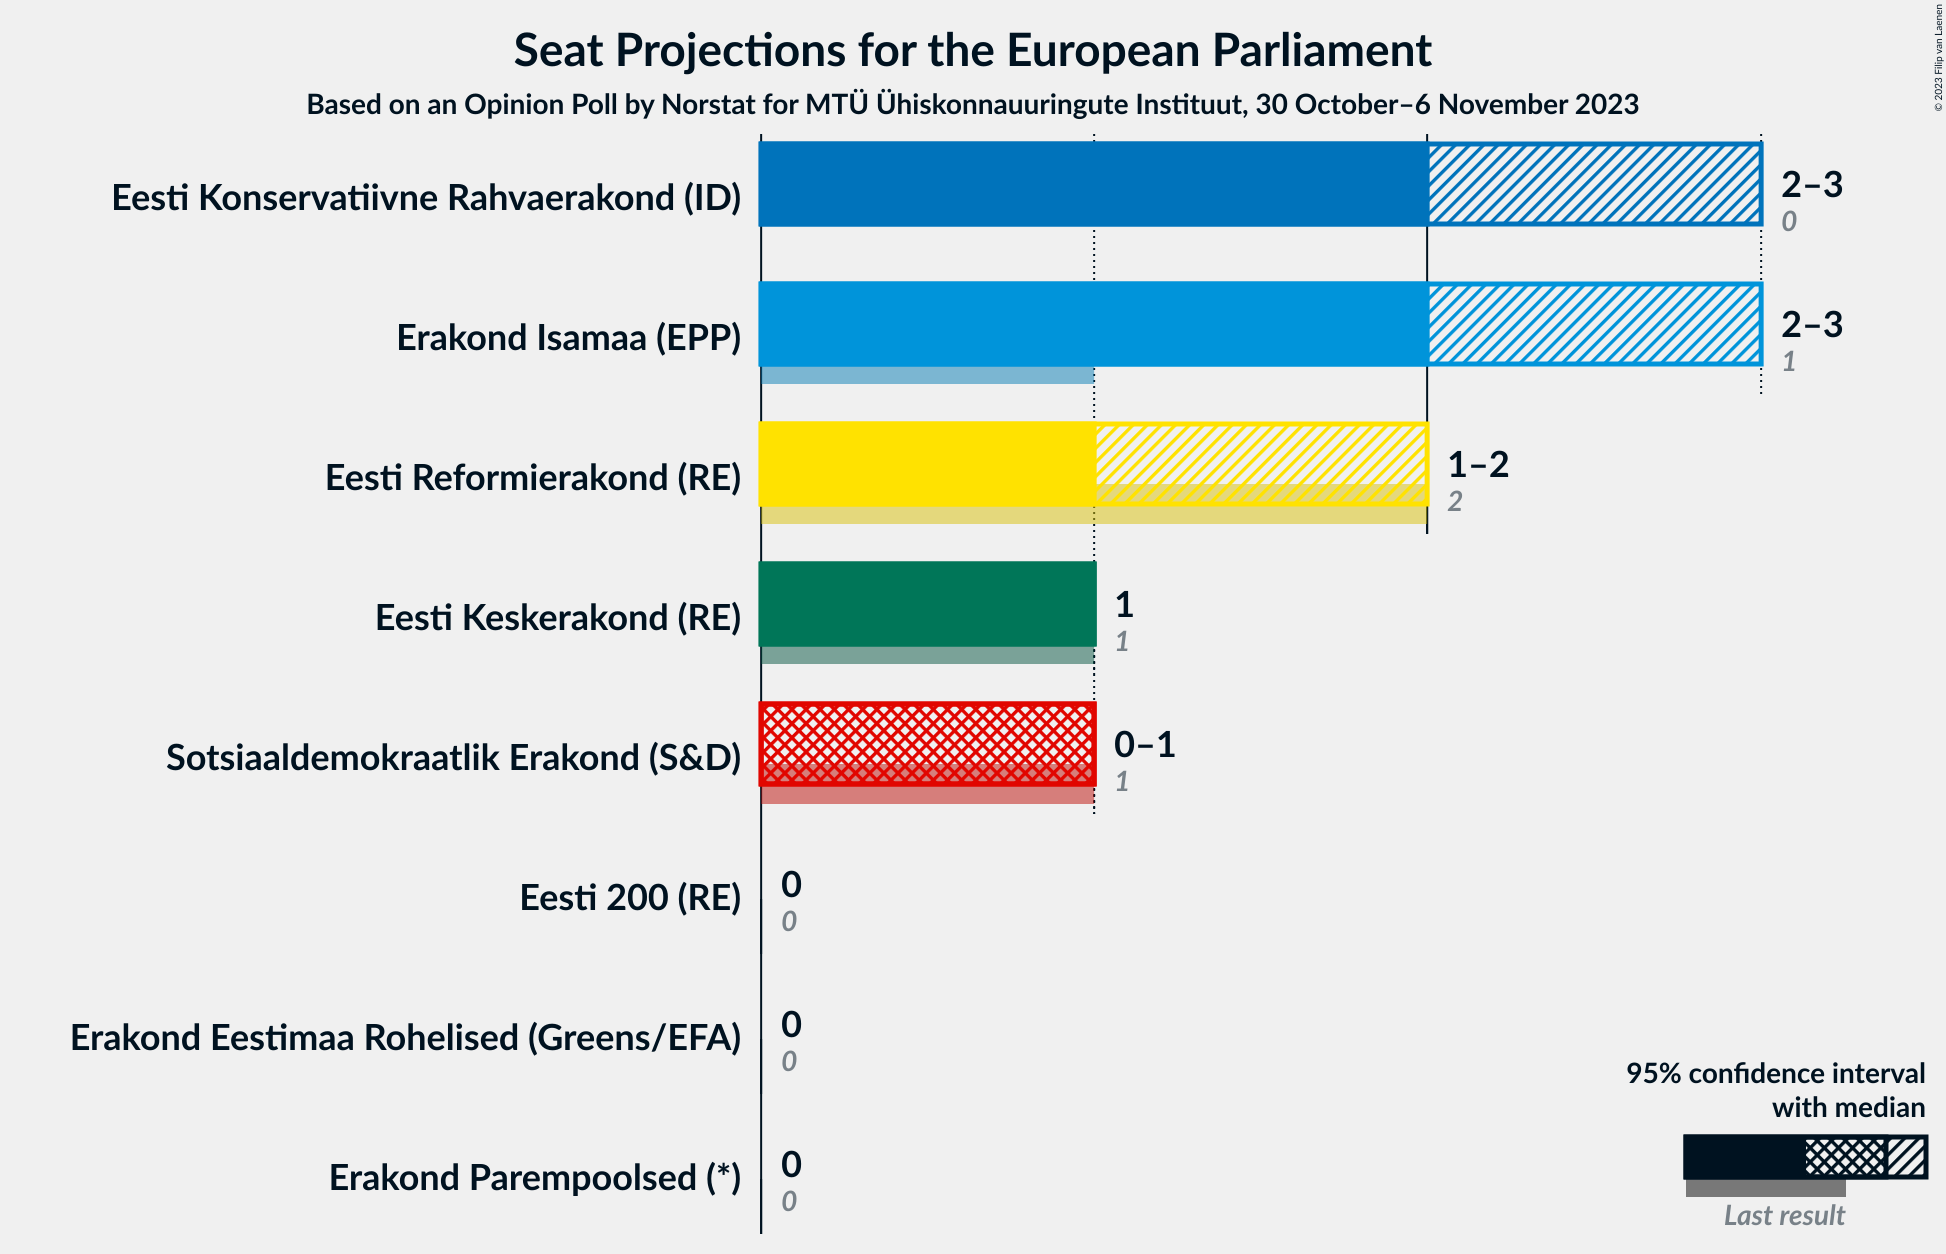 Seat Projections for the European Parliament
Based on an Opinion Poll by Norstat for MTÜ Ühiskonnauuringute Instituut, 30 October–6 November 2023
© 2023 Filip van Laenen
Eesti Konservatiivne Rahvaerakond (ID)
2–3
0
Erakond Isamaa (EPP)
2–3
1
Eesti Reformierakond (RE)
1–2
2
Eesti Keskerakond (RE)
1
1
Sotsiaaldemokraatlik Erakond (S&D)
0–1
1
Eesti 200 (RE)
0
0
Erakond Eestimaa Rohelised (Greens/EFA)
0
0
Erakond Parempoolsed (*)
0
0
95% confidence interval
with median
Last result